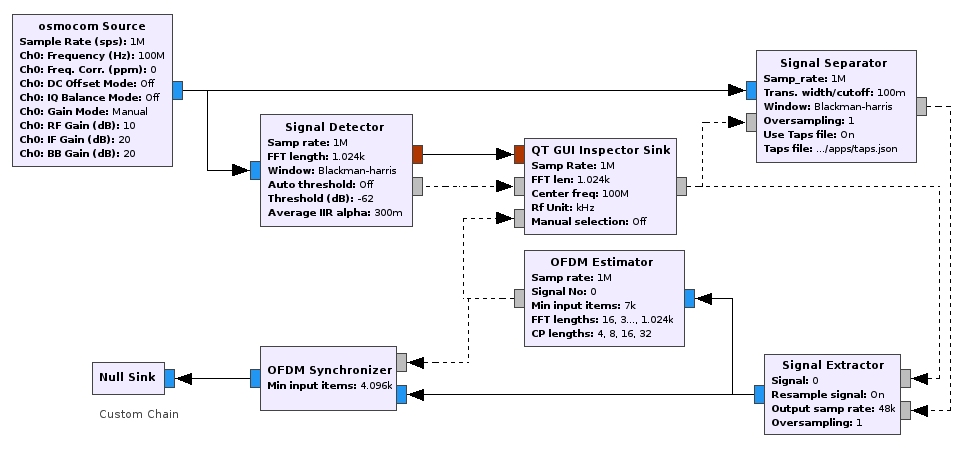 osmocom Source
Sample Rate (sps): 1M
Ch0: Frequency (Hz): 100M
Ch0: Freq. Corr. (ppm): 0
Ch0: DC Offset Mode: Off
Ch0: IQ Balance Mode: Off
Ch0: Gain Mode: Manual
Ch0: RF Gain (dB): 10
Ch0: IF Gain (dB): 20
Ch0: BB Gain (dB): 20
Signal Separator
Samp_rate: 1M
Trans. width/cutoff: 100m
Window: Blackman-harris
Oversampling: 1
Use Taps file: On
Taps file: .../apps/taps.json
Signal Detector
Samp rate: 1M
FFT length: 1.024k
Window: Blackman-harris
Auto threshold: Off
Threshold (dB): -62
Average IIR alpha: 300m
QT GUI Inspector Sink
Samp Rate: 1M
FFT len: 1.024k
Center freq: 100M
Rf Unit: kHz
Manual selection: Off
OFDM Estimator
Samp rate: 1M
Signal No: 0
Min input items: 7k
FFT lengths: 16, 3..., 1.024k
CP lengths: 4, 8, 16, 32
Null Sink
Custom Chain
OFDM Synchronizer
Min input items: 4.096k
Signal Extractor
Signal: 0
Resample signal: On
Output samp rate: 48k
Oversampling: 1